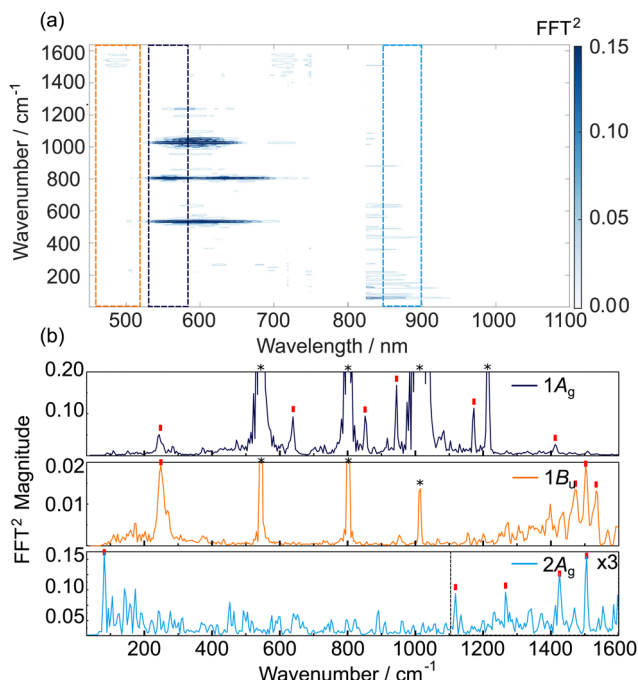 (a)
FFT²
Wavenumber / cm⁻¹
1600
1400
1200
1000
800
600
400
200
500 600 700 800 900 1000 1100
Wavelength / nm
0.15
0.10
0.05
0.00
(b)
FFT² Magnitude
0.20
0.10
* * * *
1Ag
0.02
0.01
* * *
1Bu
0.15
0.10
0.05
2Ag x3
200 400 600 800 1000 1200 1400 1600
Wavenumber / cm⁻¹